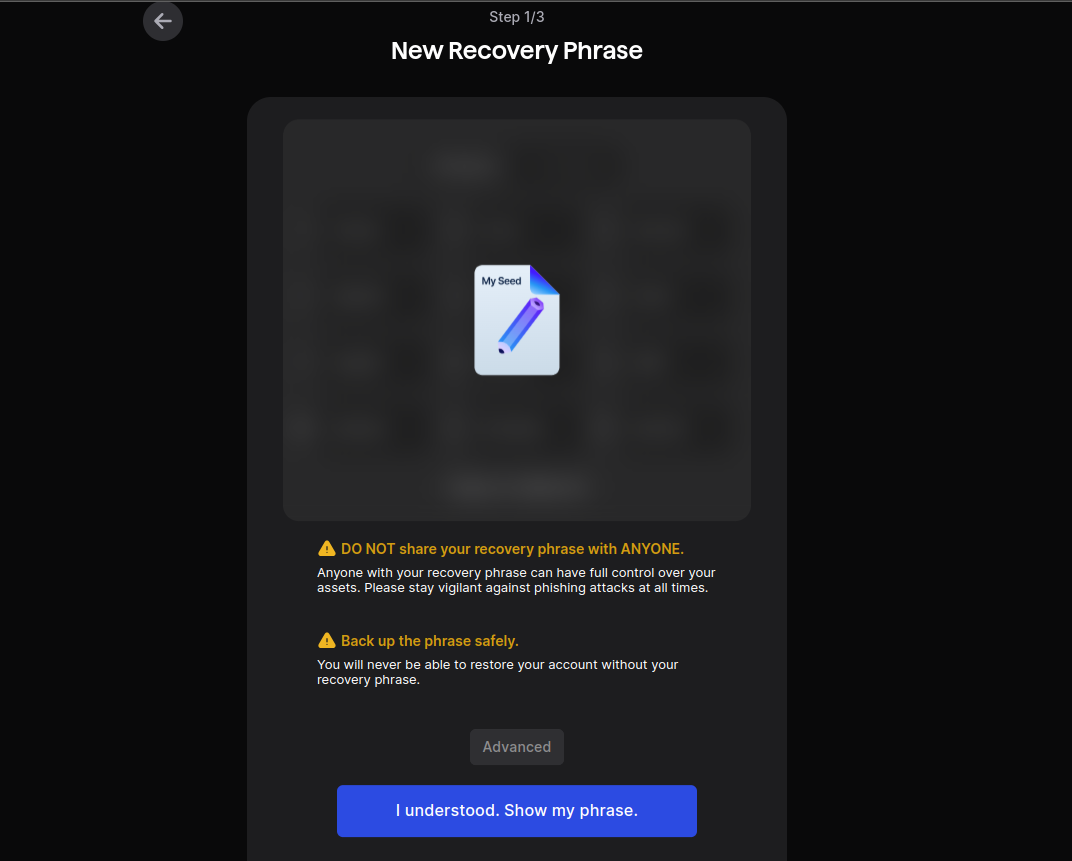 Step 1/3
New Recovery Phrase
My Seed
DO NOT share your recovery phrase with ANYONE.
Anyone with your recovery phrase can have full control over your
assets. Please stay vigilant against phishing attacks at all times.
Back up the phrase safely.
You will never be able to restore your account without your
recovery phrase.
Advanced
I understood. Show my phrase.